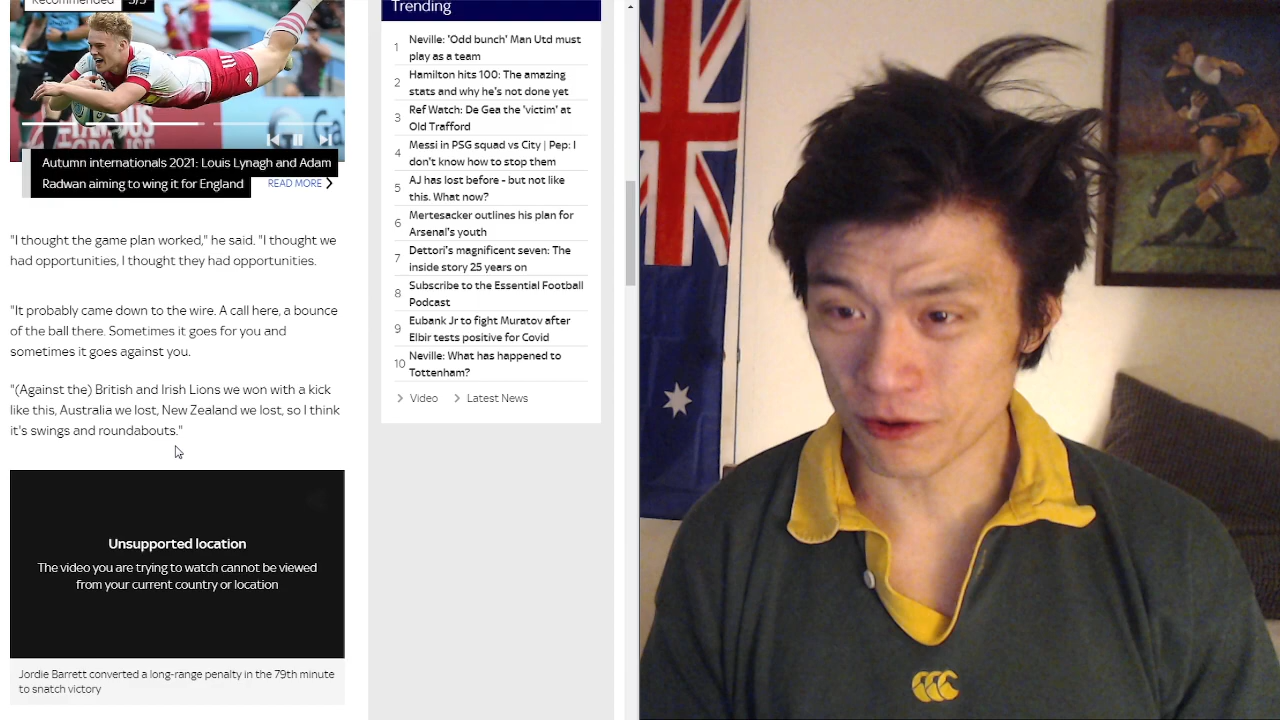 Recommended 3/5
Autumn internationals 2021: Louis Lynagh and Adam
Radwan aiming to wing it for England
READ MORE
"I thought the game plan worked," he said. "I thought we
had opportunities, I thought they had opportunities.
"It probably came down to the wire. A call here, a bounce
of the ball there. Sometimes it goes for you and
sometimes it goes against you.
"(Against the) British and Irish Lions we won with a kick
like this, Australia we lost, New Zealand we lost, so I think
it's swings and roundabouts."
Unsupported location
The video you are trying to watch cannot be viewed
from your current country or location
Jordie Barrett converted a long-range penalty in the 79th minute
to snatch victory
Trending
1 Neville: 'Odd bunch' Man Utd must
play as a team
2 Hamilton hits 100: The amazing
stats and why he's not done yet
3 Ref Watch: De Gea the 'victim' at
Old Trafford
4 Messi in PSG squad vs City | Pep: I
don't know how to stop them
5 AJ has lost before - but not like
this. What now?
6 Mertesacker outlines his plan for
Arsenal's youth
7 Dettori's magnificent seven: The
inside story 25 years on
8 Subscribe to the Essential Football
Podcast
9 Eubank Jr to fight Muratov after
Elbir tests positive for Covid
10 Neville: What has happened to
Tottenham?
Video
Latest News